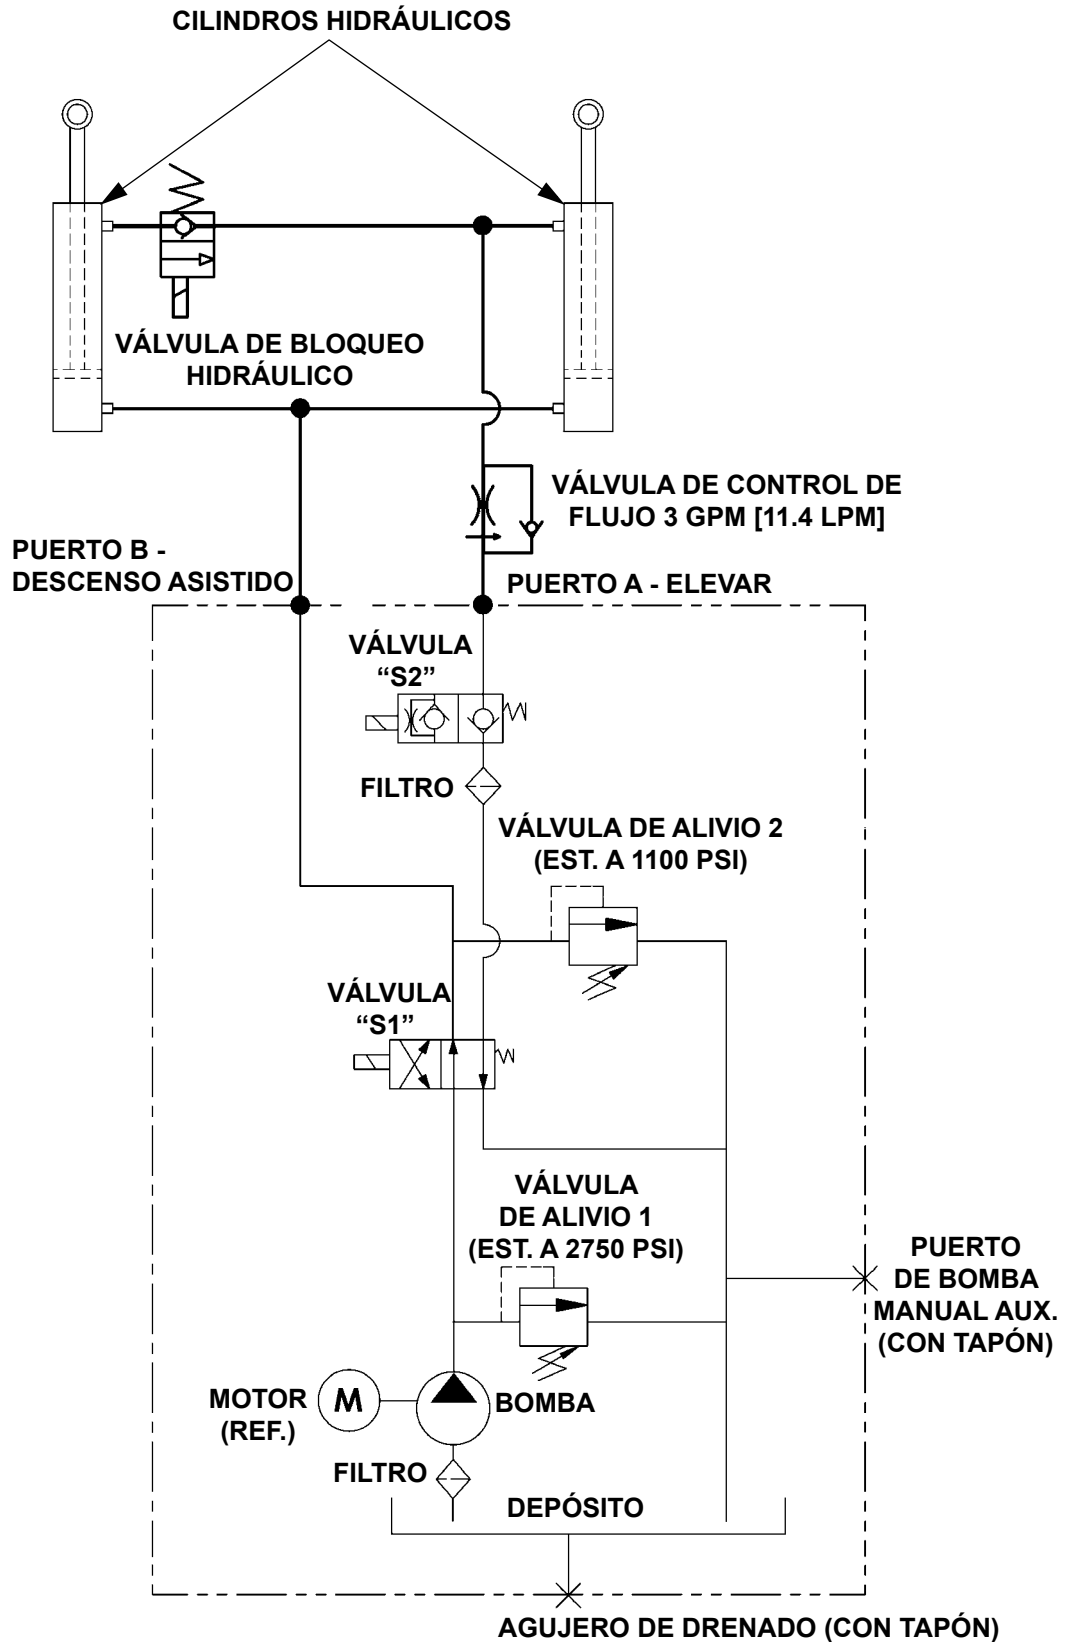 CILINDROS HIDRÁULICOS
VÁLVULA DE BLOQUEO
HIDRÁULICO
VÁLVULA DE CONTROL DE
FLUJO 3 GPM [11.4 LPM]
PUERTO B -
DESCENSO ASISTIDO
PUERTO A - ELEVAR
VÁLVULA
“S2”
FILTRO
VÁLVULA DE ALIVIO 2
(EST. A 1100 PSI)
VÁLVULA
“S1”
VÁLVULA
DE ALIVIO 1
(EST. A 2750 PSI)
PUERTO
DE BOMBA
MANUAL AUX.
(CON TAPÓN)
MOTOR
(REF.)
M
BOMBA
FILTRO
DEPÓSITO
AGUJERO DE DRENADO (CON TAPÓN)